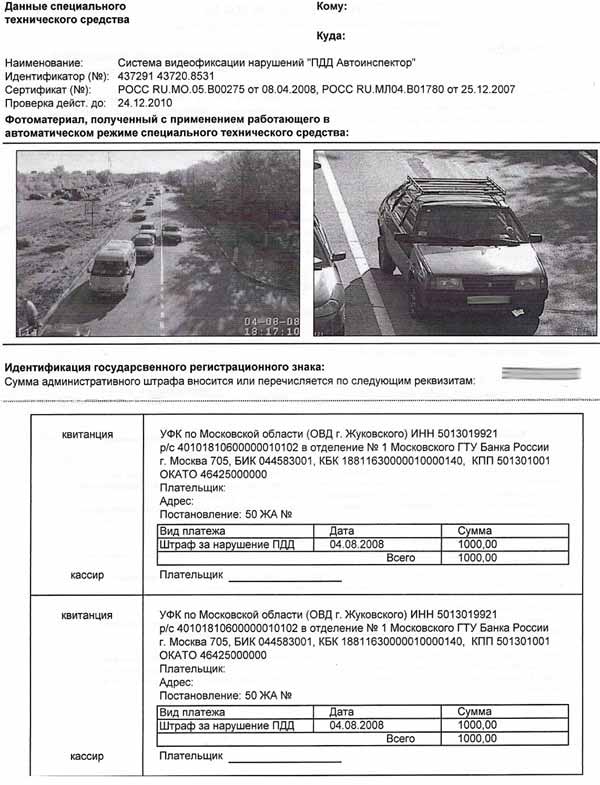 Данные специального
технического средства
Кому:
Куда:
Наименование: Система видеофиксации нарушений "ПДД Автоинспектор"
Идентификатор (№): 437291 43720.8531
Сертификат (№): РОСС RU.МО.05.В00275 от 08.04.2008, РОСС RU.МЛ04.В01780 от 25.12.2007
Проверка дейст. до: 24.12.2010
Фотоматериал, полученный с применением работающего в
автоматическом режиме специального технического средства:
04-08-08
18:17:10
Идентификация государсвенного регистрационного знака:
Сумма административного штрафа вносится или перечисляется по следующим реквизитам:
квитанция
УФК по Московской области (ОВД г. Жуковского) ИНН 5013019921
р/с 40101810600000010102 в отделение № 1 Московского ГТУ Банка России
г. Москва 705, БИК 044583001, КБК 18811630000010000140, КПП 501301001
ОКАТО 46425000000
Плательщик:
Адрес:
Постановление: 50 ЖА №
Вид платежа Дата Сумма
Штраф за нарушение ПДД 04.08.2008 1000,00
Всего 1000,00
кассир Плательщик
квитанция
УФК по Московской области (ОВД г. Жуковского) ИНН 5013019921
р/с 40101810600000010102 в отделение № 1 Московского ГТУ Банка России
г. Москва 705, БИК 044583001, КБК 18811630000010000140, КПП 501301001
ОКАТО 46425000000
Плательщик:
Адрес:
Постановление: 50 ЖА №
Вид платежа Дата Сумма
Штраф за нарушение ПДД 04.08.2008 1000,00
Всего 1000,00
кассир Плательщик